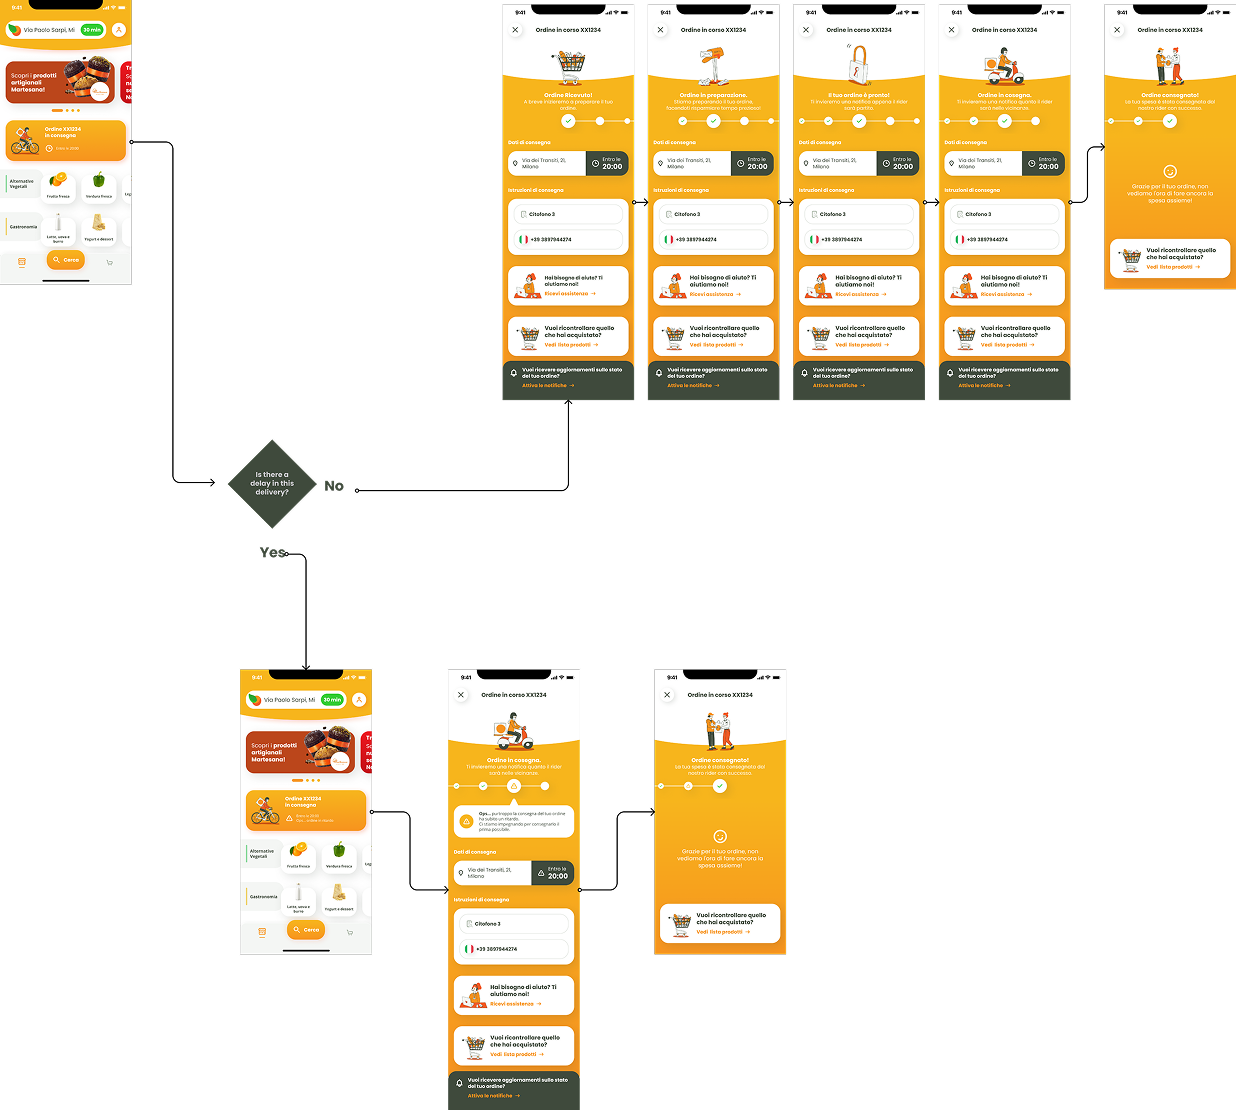 9:41
Via Paolo Sarpi, Mi
30 min
Scopri i prodotti
artigianali
Martesana!
Ordine XX1234
in consegna
Entro le 20:00
Alternative
Vegetali
Frutta fresca
Verdura fresca
Gastronomia
Latte, uova e
burro
Yogurt e dessert
Cerca
9:41
Ordine in corso XX1234
Ordine Ricevuto!
A breve inizieremo a preparare il tuo
ordine.
Dati di consegna
Via dei Transiti, 21,
Milano
Entro le
20:00
Istruzioni di consegna
Citofono 3
+39 3897944274
Hai bisogno di aiuto? Ti
aiutiamo noi!
Ricevi assistenza →
Vuoi ricontrollare quello
che hai acquistato?
Vedi lista prodotti →
Vuoi ricevere aggiornamenti sullo stato
del tuo ordine?
Attiva le notifiche →
9:41
Ordine in corso XX1234
Ordine in preparazione.
Stiamo preparando il tuo ordine,
facendoti risparmiare tempo prezioso!
Dati di consegna
Via dei Transiti, 21,
Milano
Entro le
20:00
Istruzioni di consegna
Citofono 3
+39 3897944274
Hai bisogno di aiuto? Ti
aiutiamo noi!
Ricevi assistenza →
Vuoi ricontrollare quello
che hai acquistato?
Vedi lista prodotti →
Vuoi ricevere aggiornamenti sullo stato
del tuo ordine?
Attiva le notifiche →
9:41
Ordine in corso XX1234
Il tuo ordine è pronto!
Ti invieremo una notifica appena il rider
sarà partito.
Dati di consegna
Via dei Transiti, 21,
Milano
Entro le
20:00
Istruzioni di consegna
Citofono 3
+39 3897944274
Hai bisogno di aiuto? Ti
aiutiamo noi!
Ricevi assistenza →
Vuoi ricontrollare quello
che hai acquistato?
Vedi lista prodotti →
Vuoi ricevere aggiornamenti sullo stato
del tuo ordine?
Attiva le notifiche →
9:41
Ordine in corso XX1234
Ordine in cosegna.
Ti invieremo una notifica quanto il rider
sarà nelle vicinanze.
Dati di consegna
Via dei Transiti, 21,
Milano
Entro le
20:00
Istruzioni di consegna
Citofono 3
+39 3897944274
Hai bisogno di aiuto? Ti
aiutiamo noi!
Ricevi assistenza →
Vuoi ricontrollare quello
che hai acquistato?
Vedi lista prodotti →
Vuoi ricevere aggiornamenti sullo stato
del tuo ordine?
Attiva le notifiche →
9:41
Ordine in corso XX1234
Ordine consegnato!
La tua spesa è stata consegnata dal
nostro rider con successo.
Grazie per il tuo ordine, non
vediamo l'ora di fare ancora la
spesa assieme!
Vuoi ricontrollare quello
che hai acquistato?
Vedi lista prodotti →
Is there a
delay in this
delivery?
No
Yes
9:41
Via Paolo Sarpi, Mi
30 min
Scopri i prodotti
artigianali
Martesana!
Ordine XX1234
in consegna
Entro le 20:00
Ops... ordine in ritardo
Alternative
Vegetali
Frutta fresca
Verdura fresca
Gastronomia
Latte, uova e
burro
Yogurt e dessert
Cerca
9:41
Ordine in corso XX1234
Ordine in cosegna.
Ti invieremo una notifica quanto il rider
sarà nelle vicinanze.
Ops... purtroppo la consegna del tuo ordine
ha subito un ritardo.
Ci stiamo impegnando per consegnarlo il
prima possibile.
Dati di consegna
Via dei Transiti, 21,
Milano
Entro le
20:00
Istruzioni di consegna
Citofono 3
+39 3897944274
Hai bisogno di aiuto? Ti
aiutiamo noi!
Ricevi assistenza →
Vuoi ricontrollare quello
che hai acquistato?
Vedi lista prodotti →
Vuoi ricevere aggiornamenti sullo stato
del tuo ordine?
Attiva le notifiche →
9:41
Ordine in corso XX1234
Ordine consegnato!
La tua spesa è stata consegnata dal
nostro rider con successo.
Grazie per il tuo ordine, non
vediamo l'ora di fare ancora la
spesa assieme!
Vuoi ricontrollare quello
che hai acquistato?
Vedi lista prodotti →